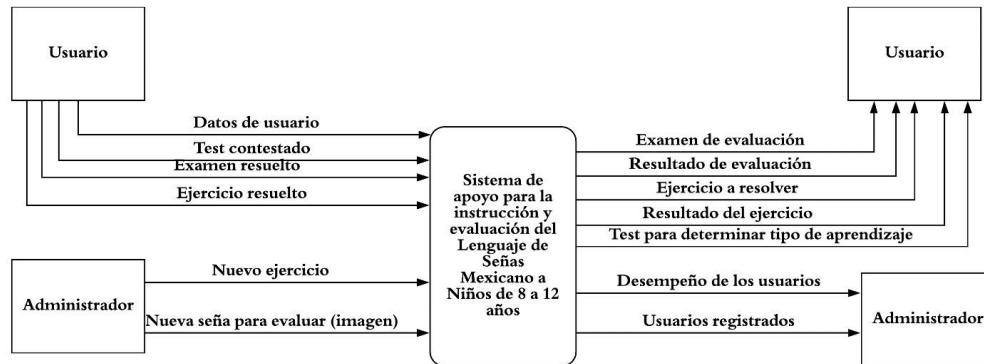 Usuario
Usuario
Datos de usuario
Test contestado
Examen resuelto
Ejercicio resuelto
Nuevo ejercicio
Administrador
Nueva seña para evaluar (imagen)
Sistema de
apoyo para la
instrucción y
evaluación del
Lenguaje de
Señas
Mexicano a
Niños de 8 a 12
años
Examen de evaluación
Resultado de evaluación
Ejercicio a resolver
Resultado del ejercicio
Test para determinar tipo de aprendizaje
Desempeño de los usuarios
Usuarios registrados
Administrador